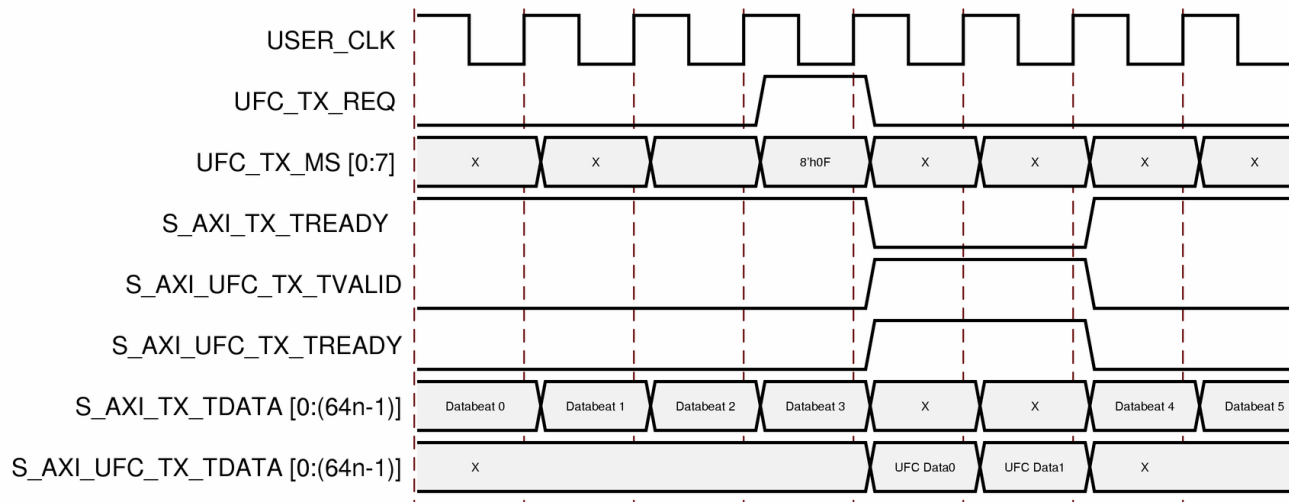 USER_CLK
UFC_TX_REQ
UFC_TX_MS [0:7] X X 8'h0F X X X X
S_AXI_TX_TREADY
S_AXI_UFC_TX_TVALID
S_AXI_UFC_TX_TREADY
S_AXI_TX_TDATA [0:(64n-1)] Databeat 0 Databeat 1 Databeat 2 Databeat 3 X X Databeat 4 Databeat 5
S_AXI_UFC_TX_TDATA [0:(64n-1)] X UFC Data0 UFC Data1 X